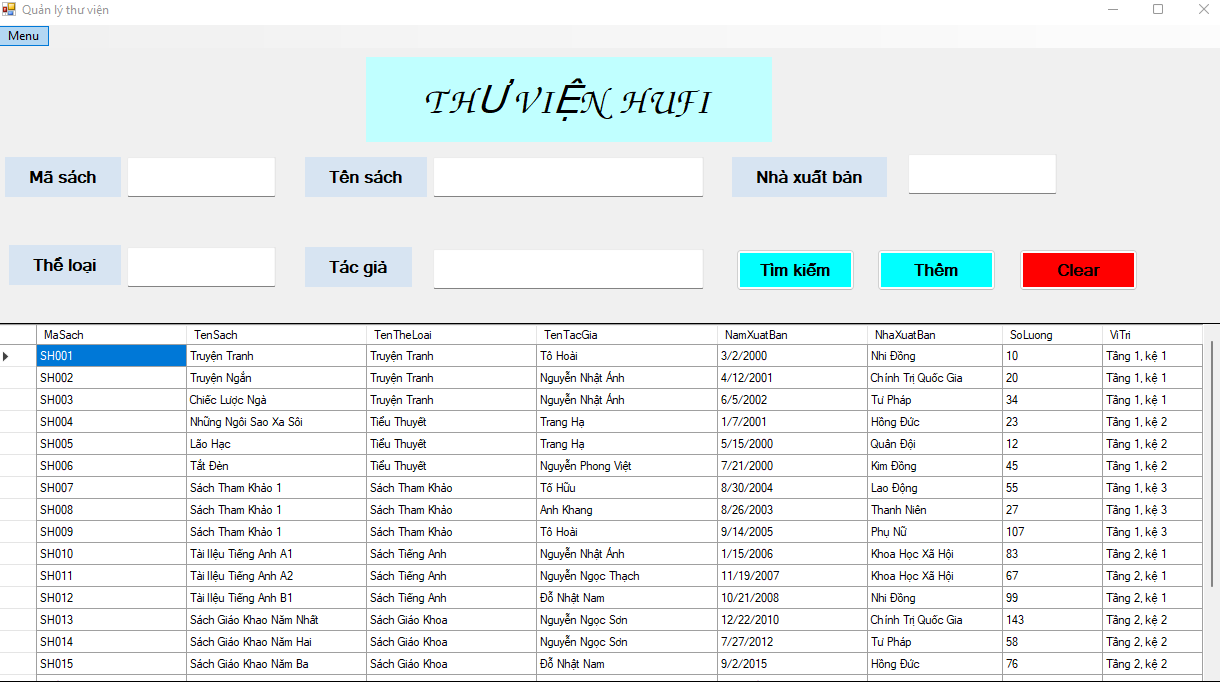 Quản lý thư viện
Menu
THƯ VIỆN HUFI
Mã sách Tên sách Nhà xuất bản
Thể loại Tác giả Tìm kiếm Thêm Clear
MaSach TenSach TenTheLoai TenTacGia NamXuatBan NhaXuatBan SoLuong ViTri
SH001 Truyện Tranh Truyện Tranh Tô Hoài 3/2/2000 Nhi Đồng 10 Tầng 1, kệ 1
SH002 Truyện Ngắn Truyện Tranh Nguyễn Nhật Ánh 4/12/2001 Chính Trị Quốc Gia 20 Tầng 1, kệ 1
SH003 Chiếc Lược Ngà Truyện Tranh Nguyễn Nhật Ánh 6/5/2002 Tư Pháp 34 Tầng 1, kệ 1
SH004 Những Ngôi Sao Xa Sôi Tiểu Thuyết Trang Hạ 1/7/2001 Hồng Đức 23 Tầng 1, kệ 2
SH005 Lão Hạc Tiểu Thuyết Trang Hạ 5/15/2000 Quân Đội 12 Tầng 1, kệ 2
SH006 Tắt Đèn Tiểu Thuyết Nguyễn Phong Việt 7/21/2000 Kim Đồng 45 Tầng 1, kệ 2
SH007 Sách Tham Khảo 1 Sách Tham Khảo Tố Hữu 8/30/2004 Lao Động 55 Tầng 1, kệ 3
SH008 Sách Tham Khảo 1 Sách Tham Khảo Anh Khang 8/26/2003 Thanh Niên 27 Tầng 1, kệ 3
SH009 Sách Tham Khảo 1 Sách Tham Khảo Tô Hoài 9/14/2005 Phụ Nữ 107 Tầng 1, kệ 3
SH010 Tài lIệu Tiếng Anh A1 Sách Tiếng Anh Nguyễn Nhật Ánh 1/15/2006 Khoa Học Xã Hội 83 Tầng 2, kệ 1
SH011 Tài lIệu Tiếng Anh A2 Sách Tiếng Anh Nguyễn Ngọc Thạch 11/19/2007 Khoa Học Xã Hội 67 Tầng 2, kệ 1
SH012 Tài lIệu Tiếng Anh B1 Sách Tiếng Anh Đỗ Nhật Nam 10/21/2008 Nhi Đồng 99 Tầng 2, kệ 1
SH013 Sách Giáo Khao Năm Nhất Sách Giáo Khoa Nguyễn Ngọc Sơn 12/22/2010 Chính Trị Quốc Gia 143 Tầng 2, kệ 2
SH014 Sách Giáo Khao Năm Hai Sách Giáo Khoa Nguyễn Ngọc Sơn 7/27/2012 Tư Pháp 58 Tầng 2, kệ 2
SH015 Sách Giáo Khao Năm Ba Sách Giáo Khoa Đỗ Nhật Nam 9/2/2015 Hồng Đức 76 Tầng 2, kệ 2